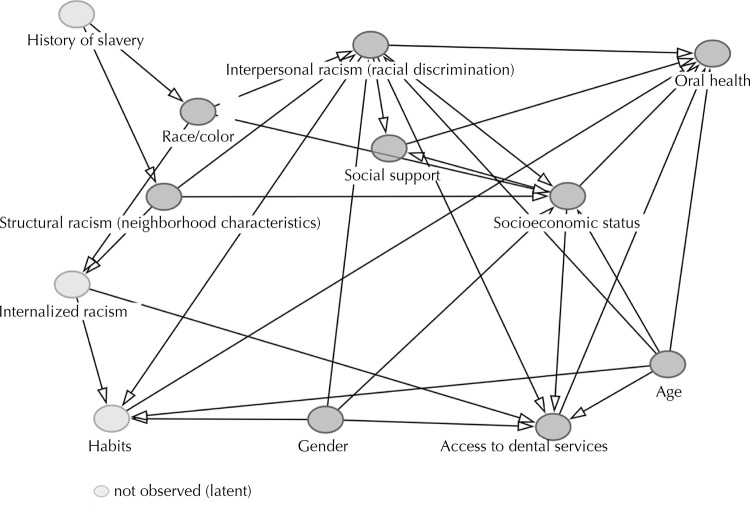 History of slavery
Interpersonal racism (racial discrimination)
Oral health
Race/color
Social support
Structural racism (neighborhood characteristics)
Socioeconomic status
Internalized racism
Age
Habits
Gender
Access to dental services
not observed (latent)